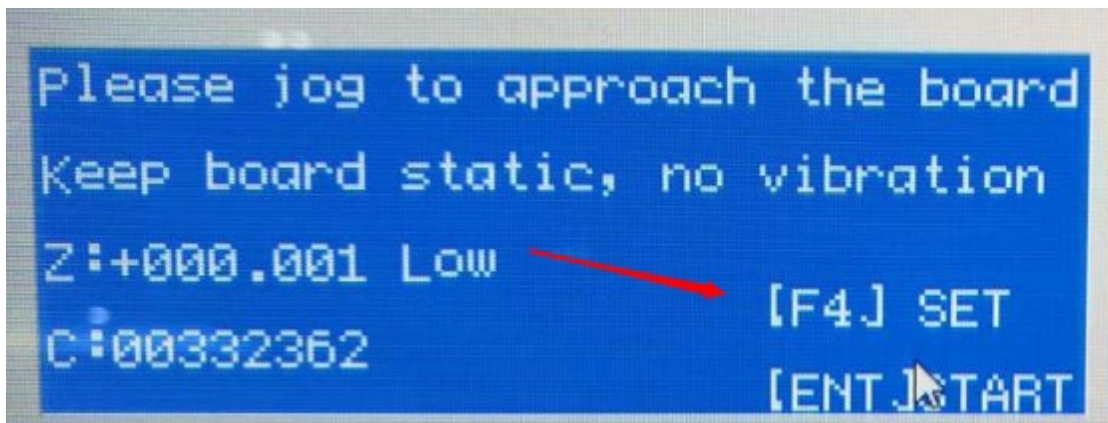 Please jog to approach the board
Keep board static, no vibration
Z:+000.001 Low
[F4] SET
C:00332362
[ENT]START